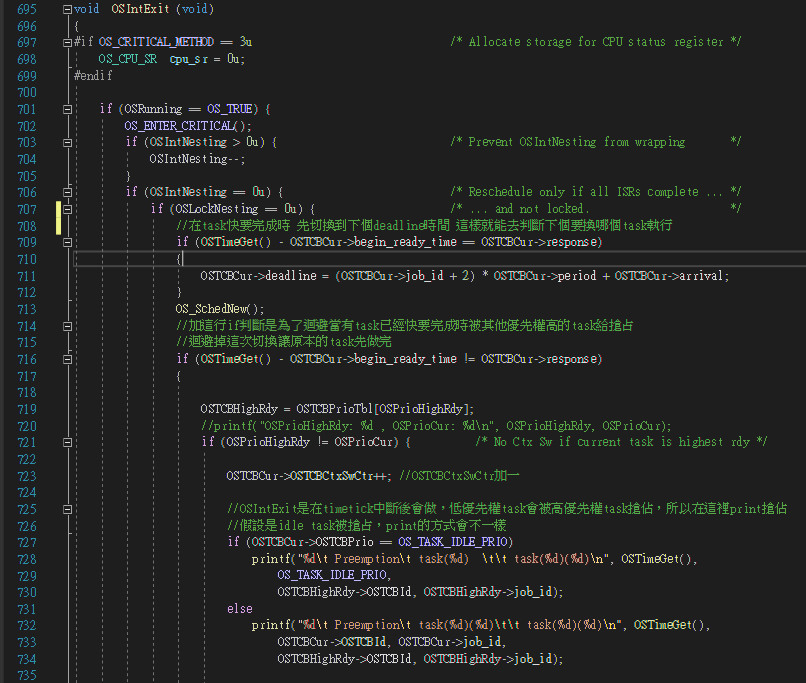 695 void OSIntExit (void)
696 {
697 #if OS_CRITICAL_METHOD == 3u /* Allocate storage for CPU status register */
698 OS_CPU_SR cpu_sr = 0u;
699 #endif
700
701 if (OSRunning == OS_TRUE) {
702 OS_ENTER_CRITICAL();
703 if (OSIntNesting > 0u) { /* Prevent OSIntNesting from wrapping */
704 OSIntNesting--;
705 }
706 if (OSIntNesting == 0u) { /* Reschedule only if all ISRs complete ... */
707 if (OSLockNesting == 0u) { /* ... and not locked. */
708 //在task快要完成時 先切換到下個deadline時間 這樣就能去判斷下個要換哪個task執行
709 if (OSTimeGet() - OSTCBCur->begin_ready_time == OSTCBCur->response)
710 {
711 OSTCBCur->deadline = (OSTCBCur->job_id + 2) * OSTCBCur->period + OSTCBCur->arrival;
712 }
713 OS_SchedNew();
714 //加這行if判斷是為了迴避當有task已經快要完成時被其他優先權高的task給搶占
715 //迴避掉這次切換讓原本的task先做完
716 if (OSTimeGet() - OSTCBCur->begin_ready_time != OSTCBCur->response)
717 {
718
719 OSTCBHighRdy = OSTCBPrioTbl[OSPrioHighRdy];
720 //printf("OSPrioHighRdy: %d , OSPrioCur: %d\n", OSPrioHighRdy, OSPrioCur);
721 if (OSPrioHighRdy != OSPrioCur) { /* No Ctx Sw if current task is highest rdy */
722
723 OSTCBCur->OSTCBCtxSwCtr++; //OSTCBCtxSwCtr加一
724
725 //OSIntExit是在timetick中斷後會做，低優先權task會被高優先權task搶佔，所以在這裡print搶佔
726 //假設是idle task被搶占，print的方式會不一樣
727 if (OSTCBCur->OSTCBPrio == OS_TASK_IDLE_PRIO)
728 printf("%d\t Preemption\t task(%d) \t\t task(%d)(%d)\n", OSTimeGet(),
729 OS_TASK_IDLE_PRIO,
730 OSTCBHighRdy->OSTCBId, OSTCBHighRdy->job_id);
731 else
732 printf("%d\t Preemption\t task(%d)(%d)\t\t task(%d)(%d)\n", OSTimeGet(),
733 OSTCBCur->OSTCBId, OSTCBCur->job_id,
734 OSTCBHighRdy->OSTCBId, OSTCBHighRdy->job_id);
735